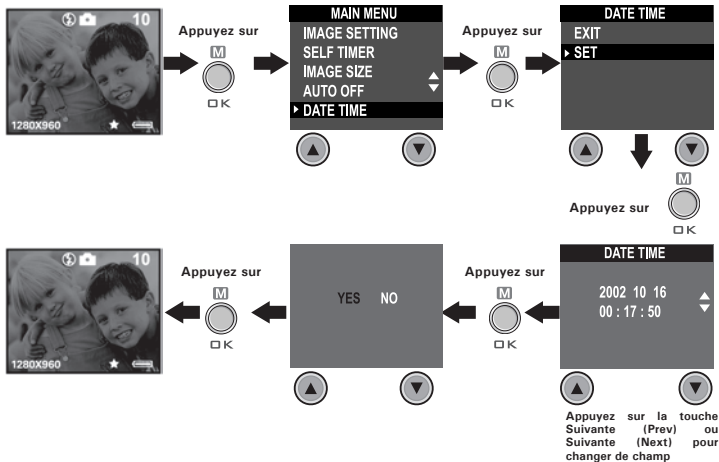 10
1280X960
Appuyez sur
M
OK
MAIN MENU
IMAGE SETTING
SELF TIMER
IMAGE SIZE
AUTO OFF
DATE TIME
Appuyez sur
M
OK
DATE TIME
EXIT
SET
Appuyez sur
M
OK
DATE TIME
2002 10 16
00 : 17 : 50
Appuyez sur la touche
Suivante (Prev) ou
Suivante (Next) pour
changer de champ
Appuyez sur
M
OK
YES NO
Appuyez sur
M
OK
10
1280X960